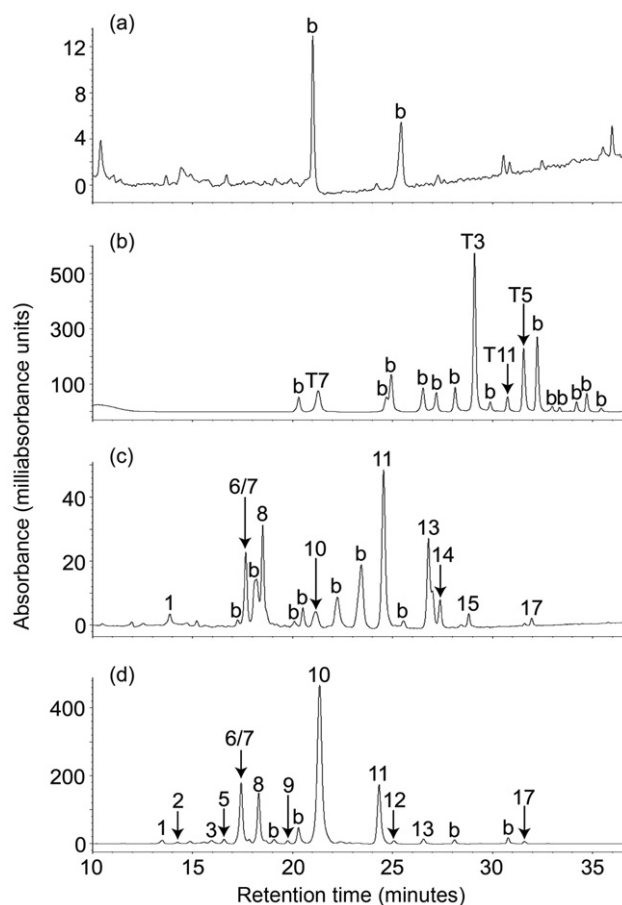 (a)
b
b
12
8
4
0
(b)
T3
T5
b
T11
b
T7
b
b
b
b
b
b
b
b
b
b
b
500
300
100
(c)
11
6/7
8
13
14
10
b
b
1
b
b
b
b
15
17
40
20
0
(d)
10
6/7
11
8
9
12
17
5
2
b
1
3
b
13
b
b
400
200
0
10 15 20 25 30 35
Absorbance (milliabsorbance units)
Retention time (minutes)